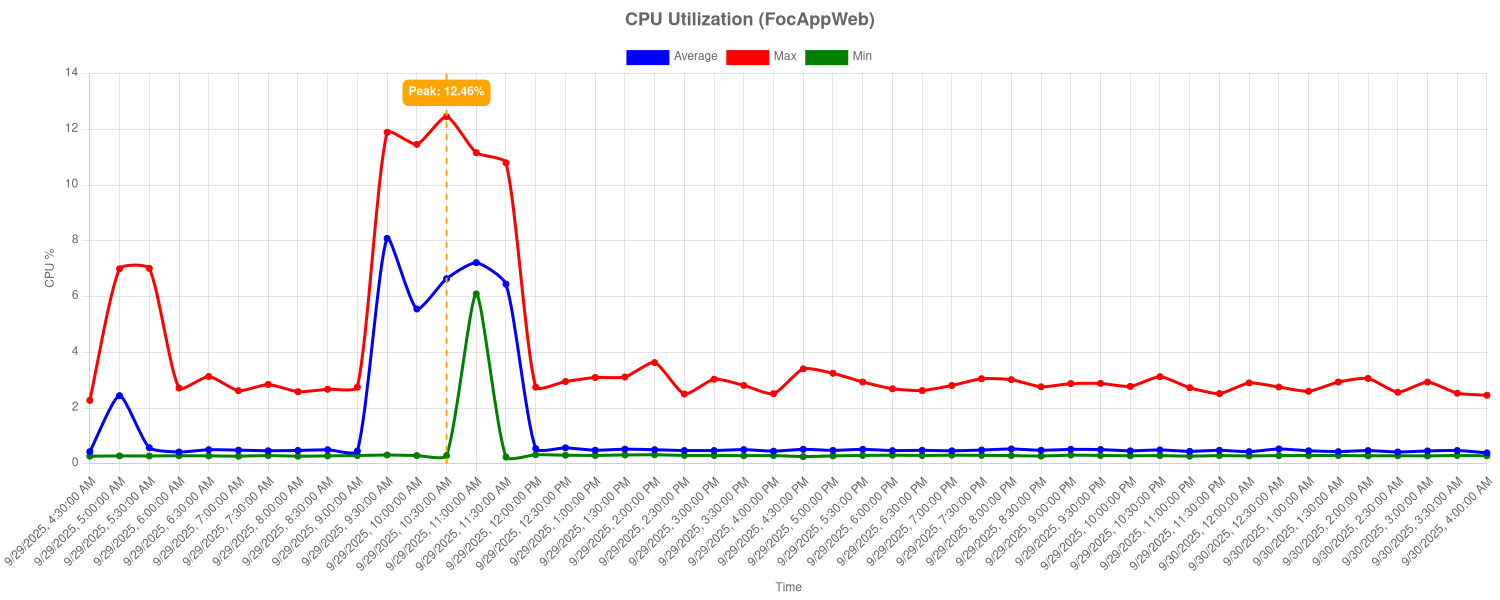 CPU Utilization (FocAppWeb)
Average Max Min
Peak: 12.46%
14
12
10
8
6
4
2
0
CPU %
9/29/2025, 4:30:00 AM
9/29/2025, 5:00:00 AM
9/29/2025, 5:30:00 AM
9/29/2025, 6:00:00 AM
9/29/2025, 6:30:00 AM
9/29/2025, 7:00:00 AM
9/29/2025, 7:30:00 AM
9/29/2025, 8:00:00 AM
9/29/2025, 8:30:00 AM
9/29/2025, 9:00:00 AM
9/29/2025, 9:30:00 AM
9/29/2025, 10:00:00 AM
9/29/2025, 10:30:00 AM
9/29/2025, 11:00:00 AM
9/29/2025, 11:30:00 AM
9/29/2025, 12:00:00 PM
9/29/2025, 12:30:00 PM
9/29/2025, 1:00:00 PM
9/29/2025, 1:30:00 PM
9/29/2025, 2:00:00 PM
9/29/2025, 2:30:00 PM
9/29/2025, 3:00:00 PM
9/29/2025, 3:30:00 PM
9/29/2025, 4:00:00 PM
9/29/2025, 4:30:00 PM
9/29/2025, 5:00:00 PM
9/29/2025, 5:30:00 PM
9/29/2025, 6:00:00 PM
9/29/2025, 6:30:00 PM
9/29/2025, 7:00:00 PM
9/29/2025, 7:30:00 PM
9/29/2025, 8:00:00 PM
9/29/2025, 8:30:00 PM
9/29/2025, 9:00:00 PM
9/29/2025, 9:30:00 PM
9/29/2025, 10:00:00 PM
9/29/2025, 10:30:00 PM
9/29/2025, 11:00:00 PM
9/29/2025, 11:30:00 PM
9/30/2025, 12:00:00 AM
9/30/2025, 12:30:00 AM
9/30/2025, 1:00:00 AM
9/30/2025, 1:30:00 AM
9/30/2025, 2:00:00 AM
9/30/2025, 2:30:00 AM
9/30/2025, 3:00:00 AM
9/30/2025, 3:30:00 AM
9/30/2025, 4:00:00 AM
Time